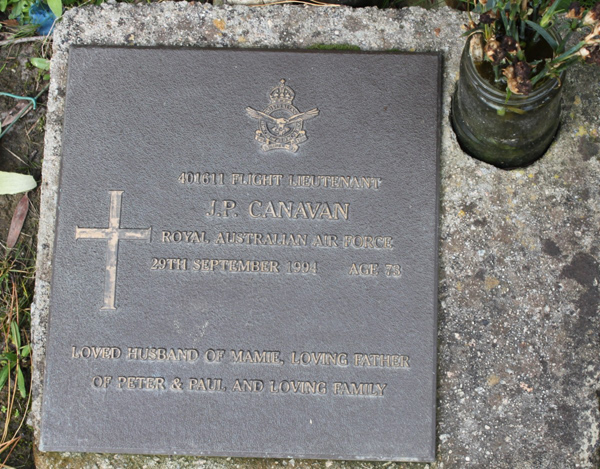 401611 FLIGHT LIEUTENANT
J.P. CANAVAN
ROYAL AUSTRALIAN AIR FORCE
29TH SEPTEMBER 1994 AGE 73
LOVED HUSBAND OF MAMIE, LOVING FATHER
OF PETER & PAUL AND LOVING FAMILY